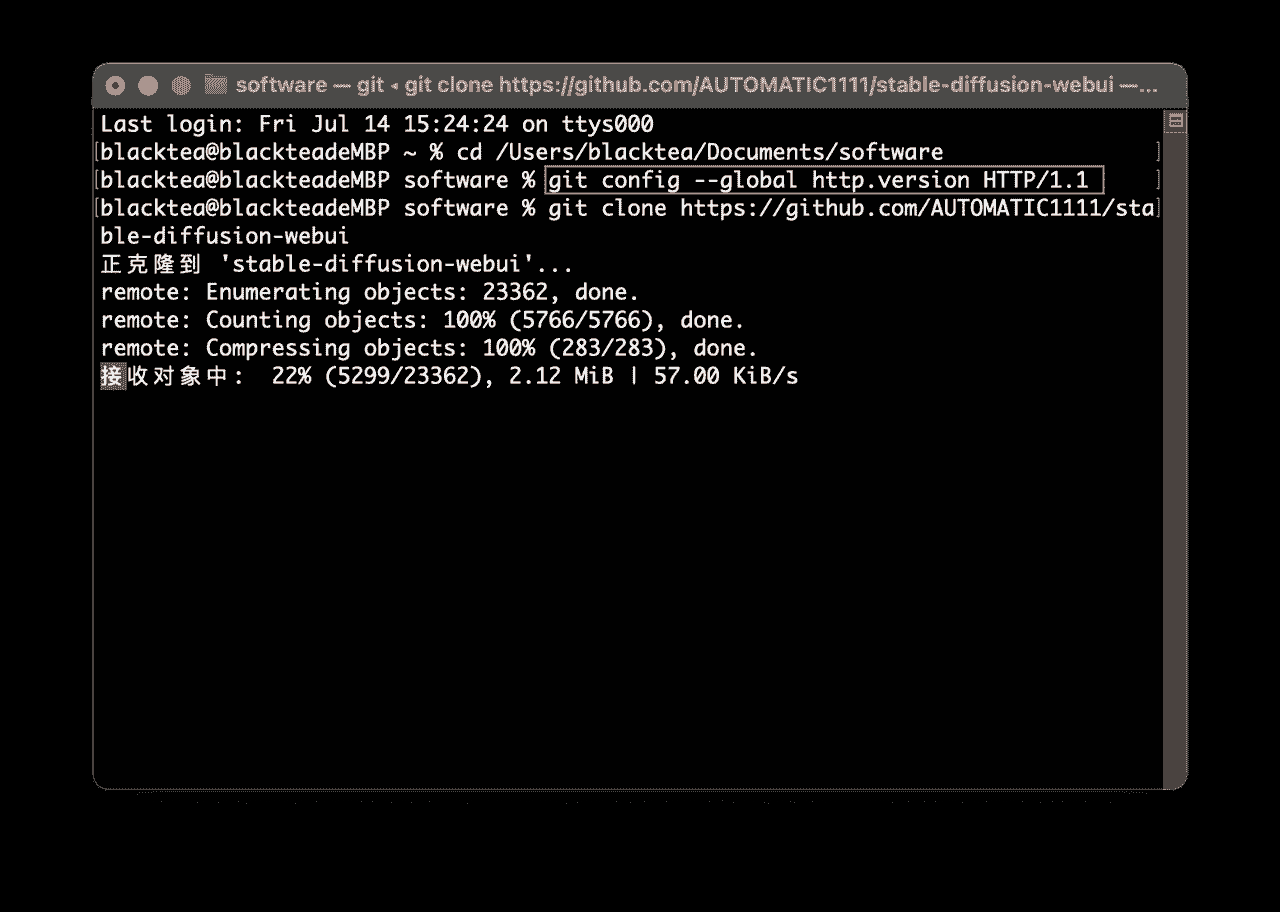 software — git ◂ git clone https://github.com/AUTOMATIC1111/stable-diffusion-webui —...
Last login: Fri Jul 14 15:24:24 on ttys000
[blacktea@blackteadeMBP ~ % cd /Users/blacktea/Documents/software ]
[blacktea@blackteadeMBP software % git config --global http.version HTTP/1.1 ]
[blacktea@blackteadeMBP software % git clone https://github.com/AUTOMATIC1111/sta]
ble-diffusion-webui
正克隆到 'stable-diffusion-webui'...
remote: Enumerating objects: 23362, done.
remote: Counting objects: 100% (5766/5766), done.
remote: Compressing objects: 100% (283/283), done.
接收对象中:  22% (5299/23362), 2.12 MiB | 57.00 KiB/s